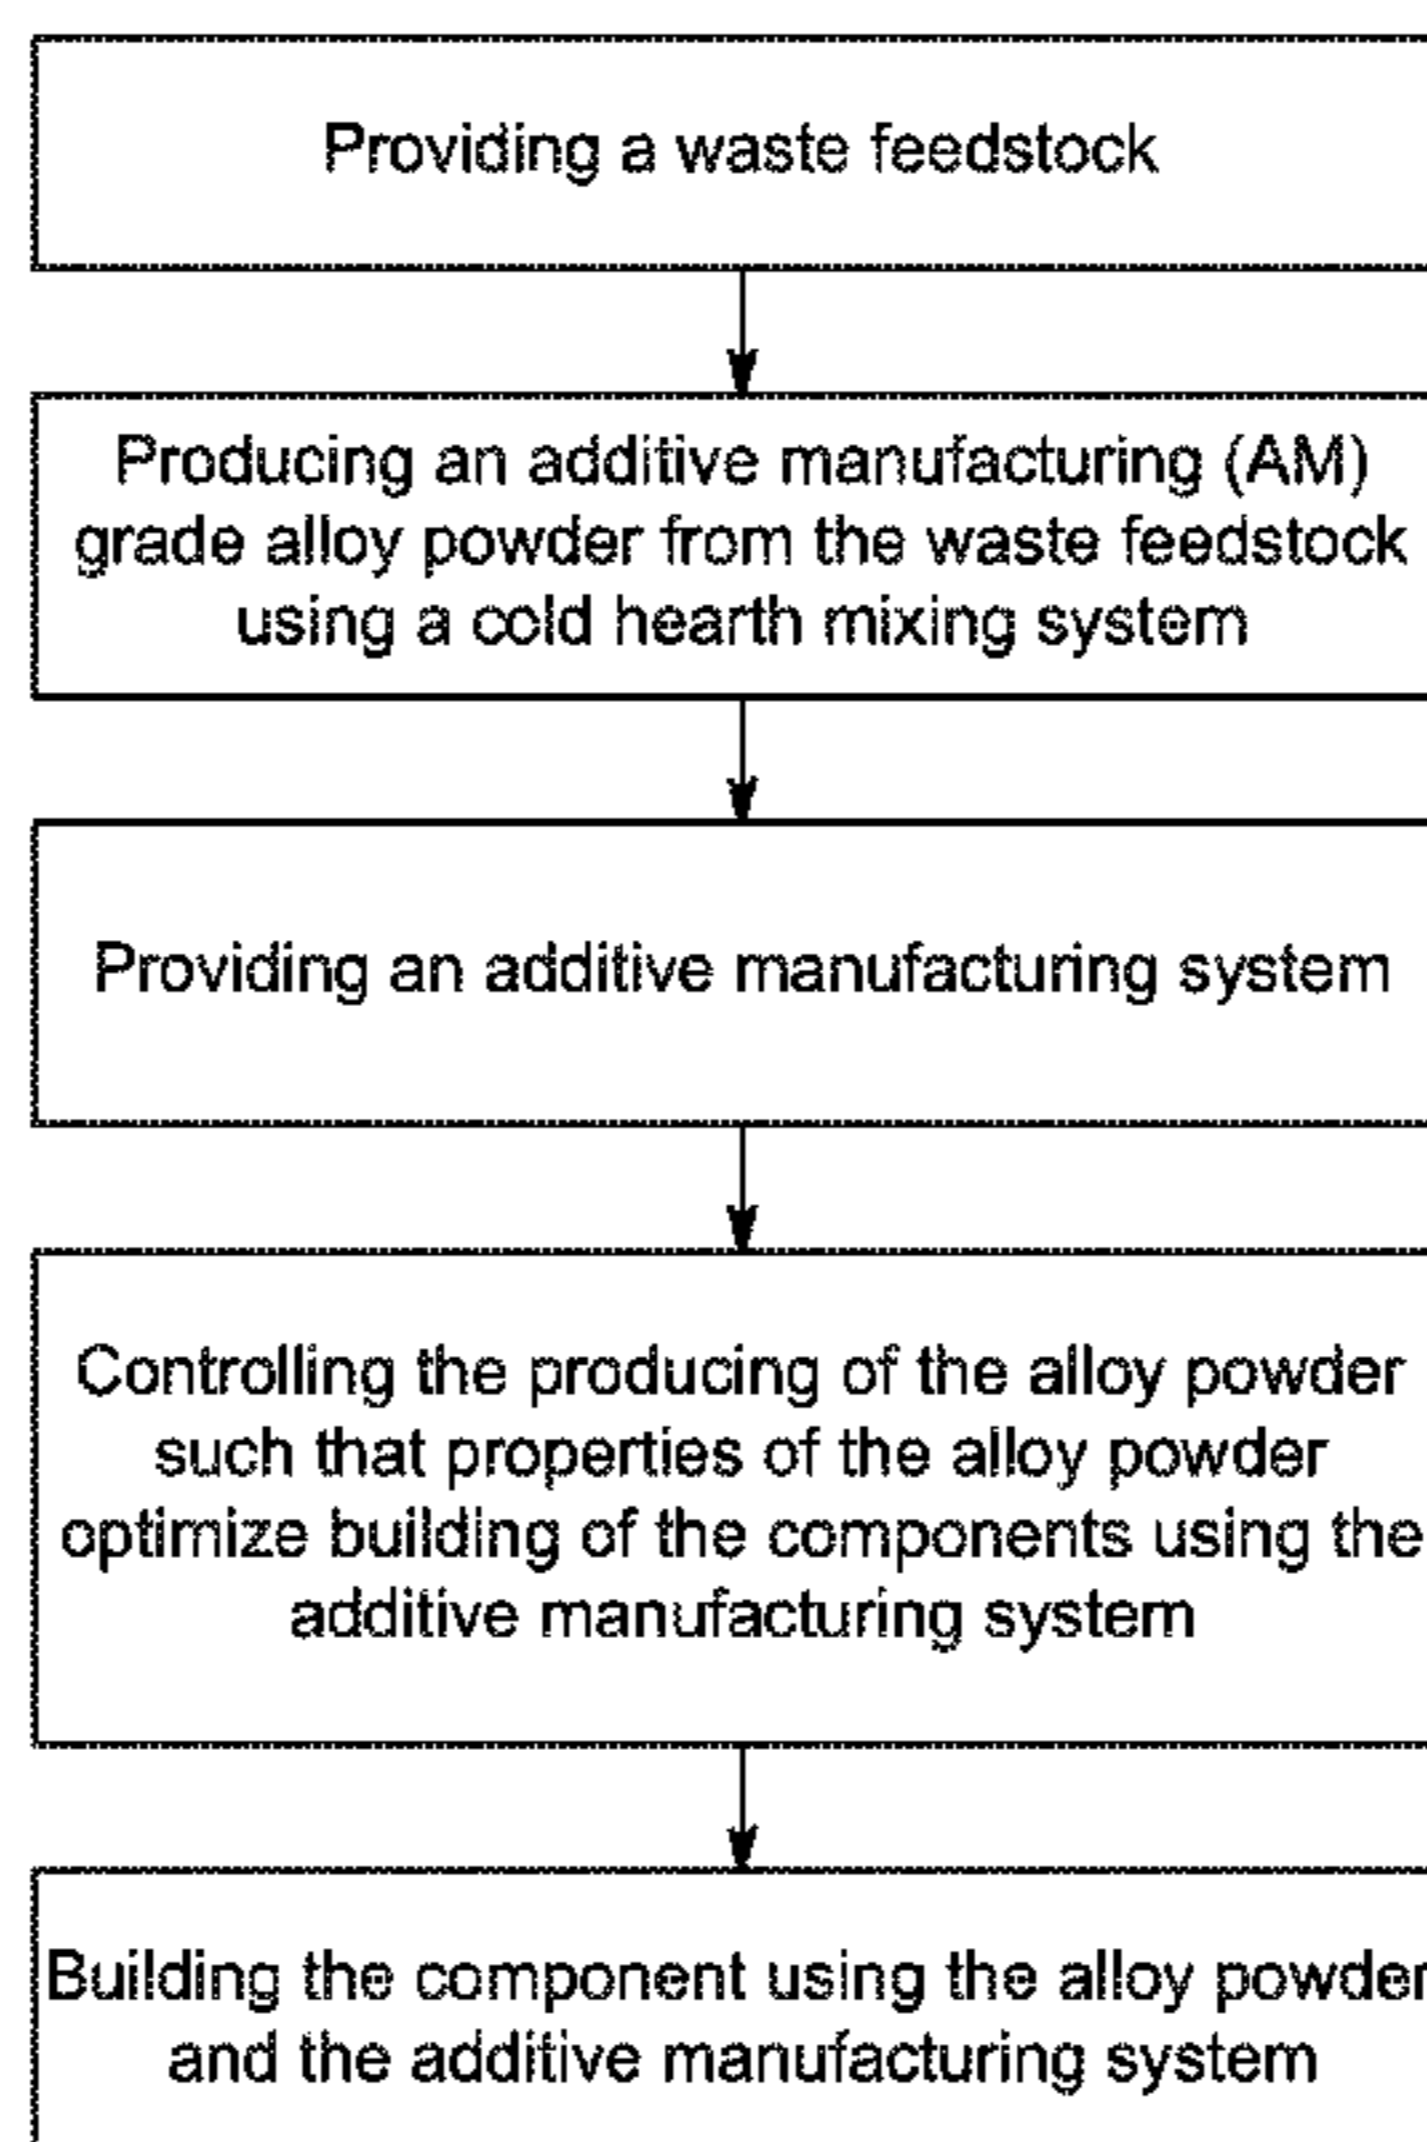 Providing a waste feedstock
Producing an additive manufacturing (AM)
grade alloy powder from the waste feedstock
using a cold hearth mixing system
Providing an additive manufacturing system
Controlling the producing of the alloy powder
such that properties of the alloy powder
optimize building of the components using the
additive manufacturing system
Building the component using the alloy powder
and the additive manufacturing system